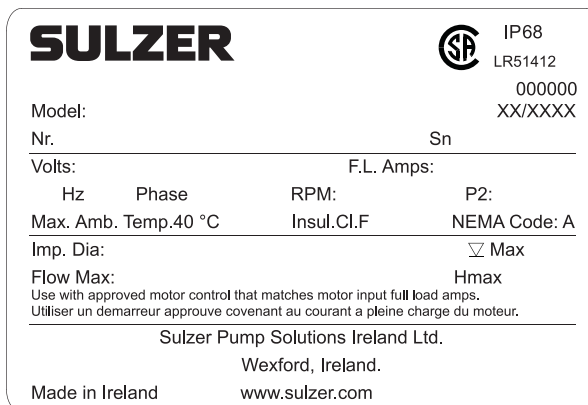 SULZER
SA
IP68
LR51412
000000
Model: XX/XXXX
Nr. Sn
Volts: F.L. Amps:
Hz Phase RPM: P2:
Max. Amb. Temp.40 °C Insul.Cl.F NEMA Code: A
Imp. Dia: Max
Flow Max: Hmax
Use with approved motor control that matches motor input full load amps.
Utiliser un demarreur approuve covenant au courant a pleine charge du moteur.
Sulzer Pump Solutions Ireland Ltd.
Wexford, Ireland.
Made in Ireland www.sulzer.com